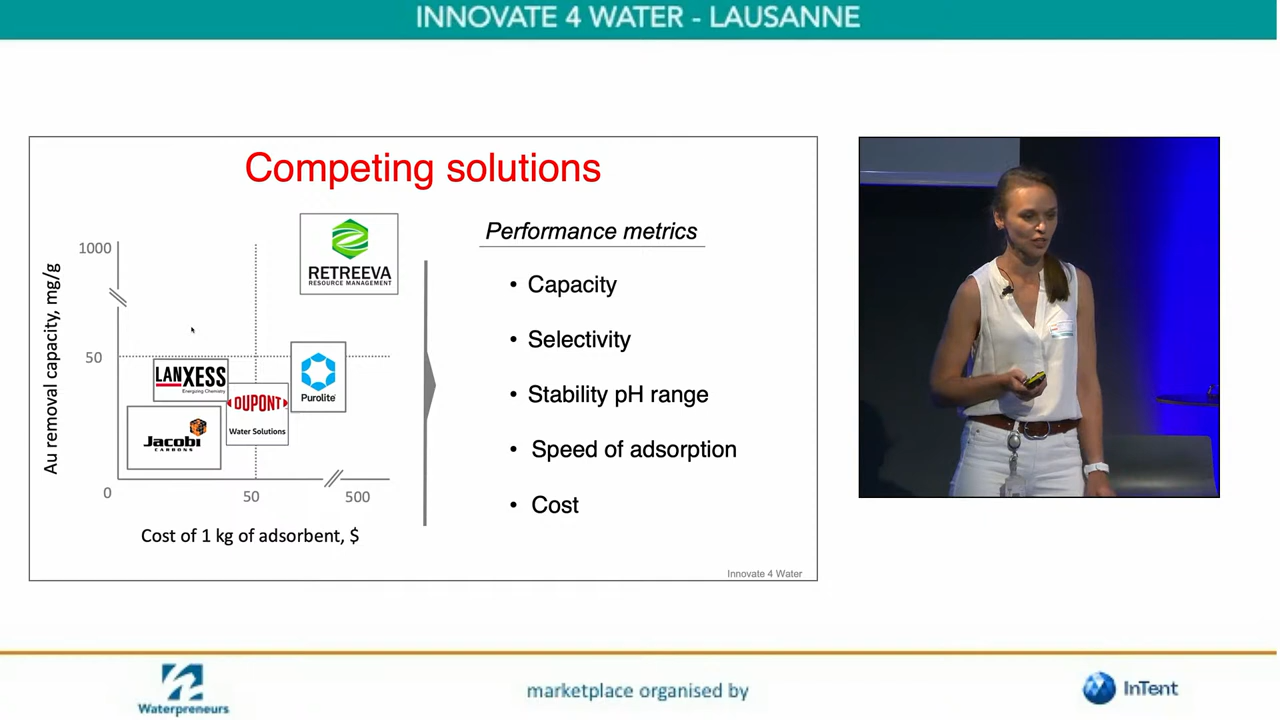 INNOVATE 4 WATER - LAUSANNE
Competing solutions
Au removal capacity, mg/g
1000
50
0
50
500
Cost of 1 kg of adsorbent, $
RETREEVA
RESOURCE MANAGEMENT
LANXESS
Energizing Chemistry
DUPONT
Water Solutions
Purolite
Jacobi
CARBONS
Performance metrics
• Capacity
• Selectivity
• Stability pH range
• Speed of adsorption
• Cost
Innovate 4 Water
Waterpreneurs
marketplace organised by
InTent